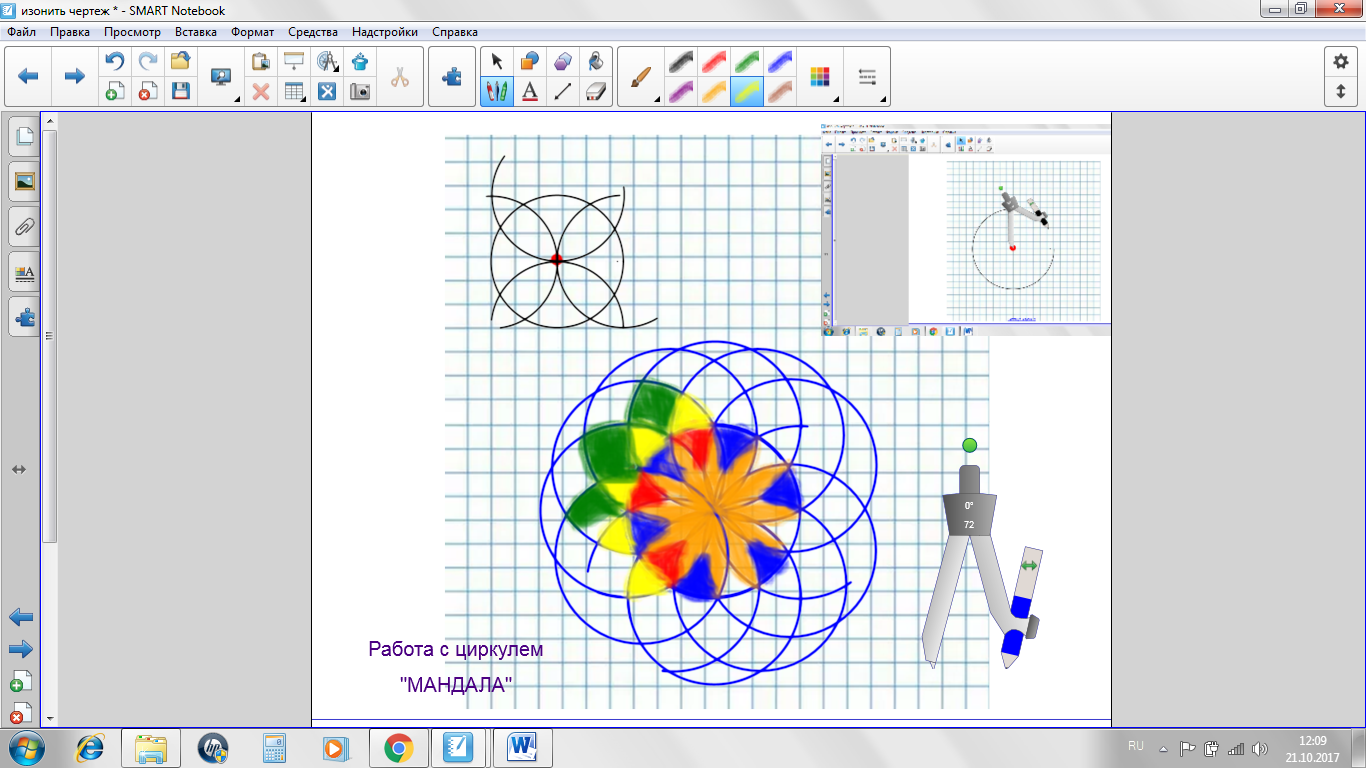 изонить чертеж * - SMART Notebook
Файл Правка Просмотр Вставка Формат Средства Надстройки Справка
0°
72
Работа с циркулем
"МАНДАЛА"
RU
12:09
21.10.2017